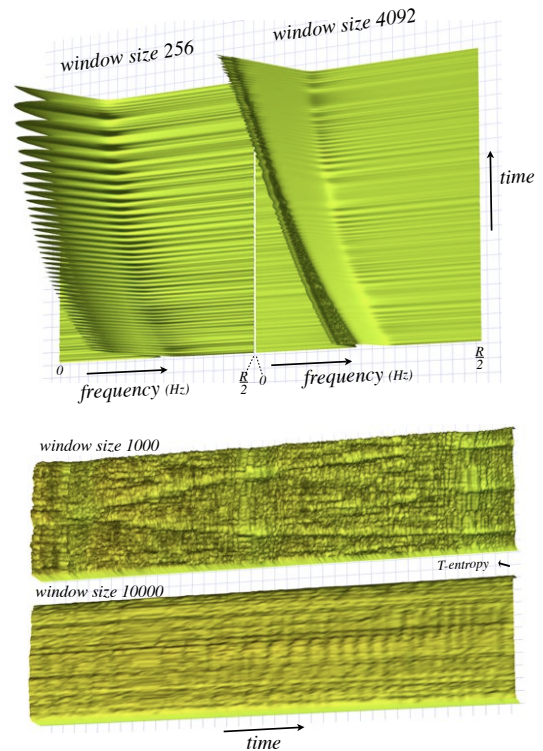 window size 256
window size 4092
time
0
frequency (Hz)
R
2
0
frequency (Hz)
R
2
window size 1000
T-entropy
window size 10000
time